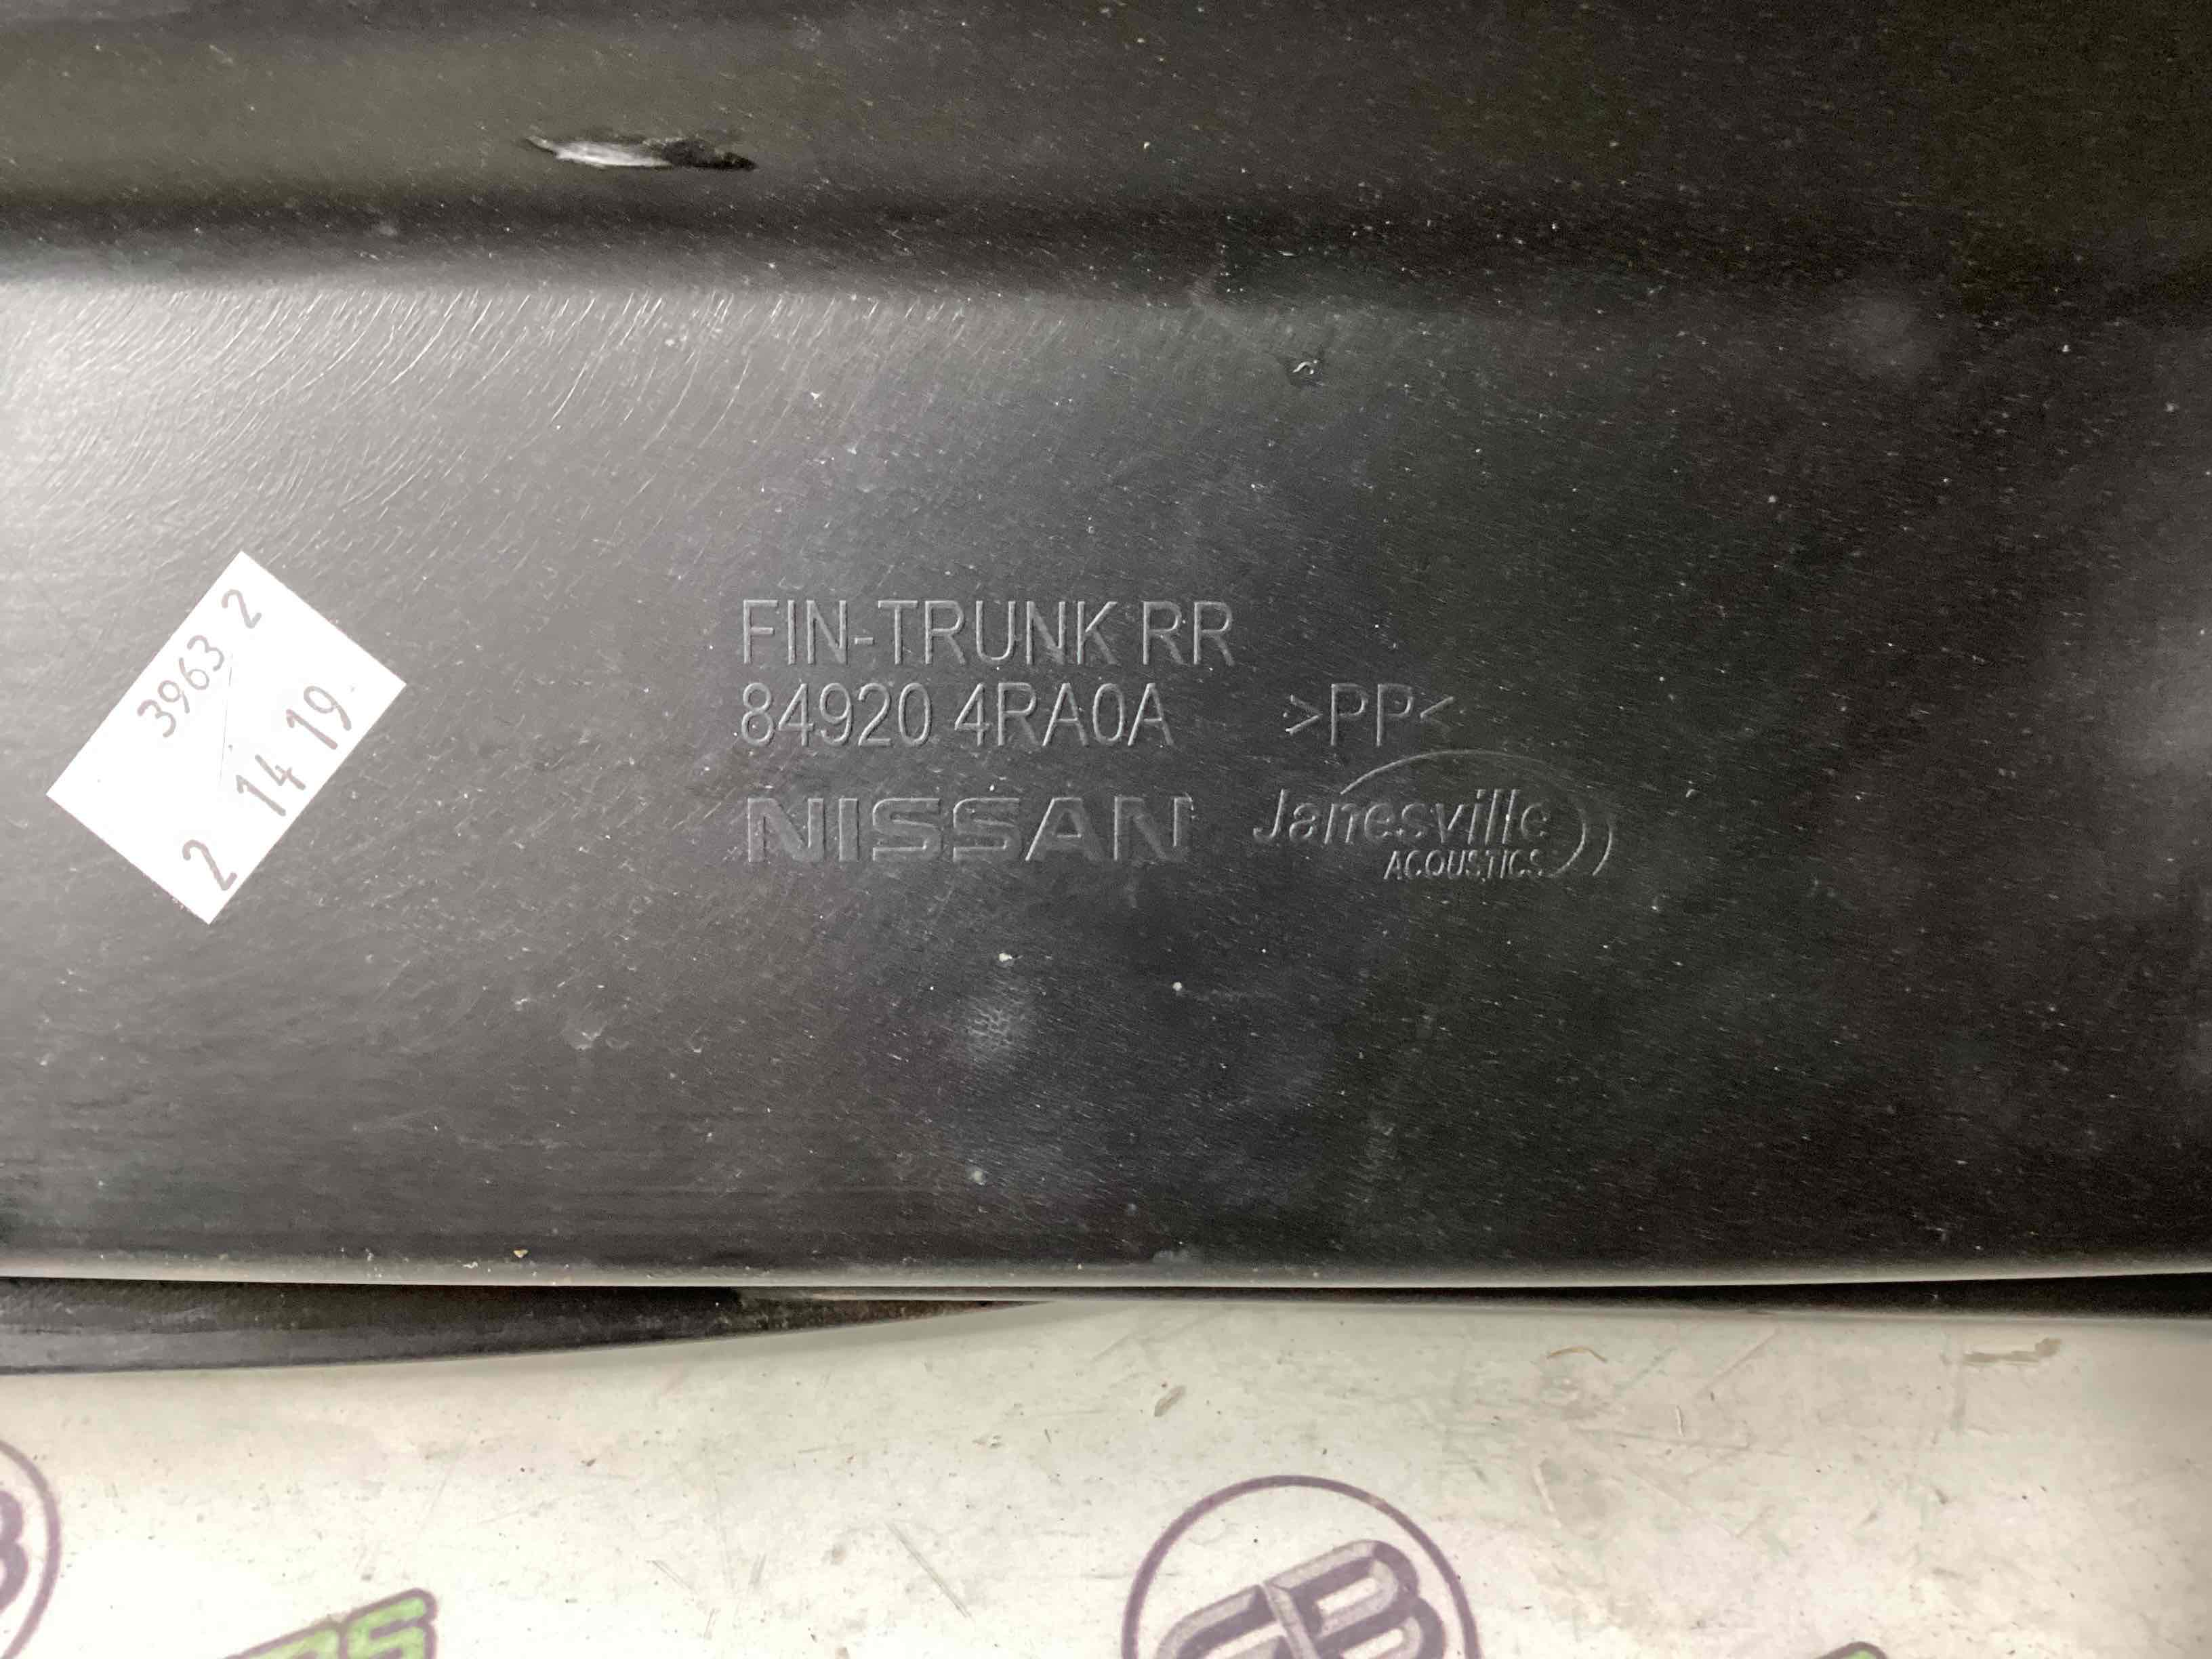 3963 2
2 14 19
FIN-TRUNK RR
84920 4RA0A >PP<
NISSAN Janesville
ACOUSTICS